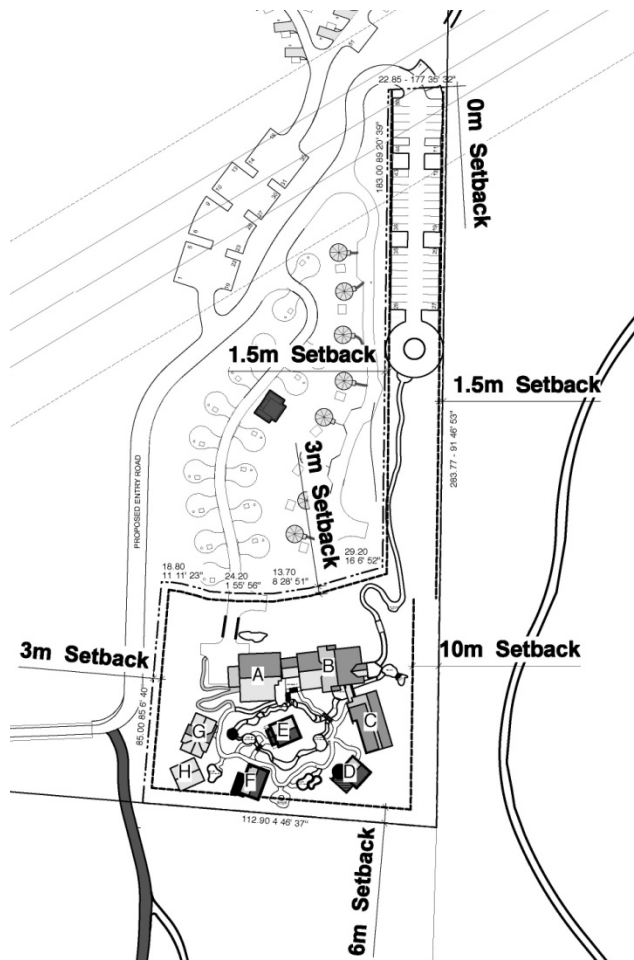 22.85 - 177 35' 32"
0m Setback
183.00 89 20' 39"
1.5m Setback
1.5m Setback
283.77 - 91 46' 53"
3m Setback
PROPOSED ENTRY ROAD
29.20
16 6' 52"
13.70
8 28' 51"
18.80
11 11' 23"
24.20
1 55' 56"
3m Setback
10m Setback
85.00 85 6' 40"
A
B
C
G
E
H
F
D
112.90 4 46' 37"
6m Setback